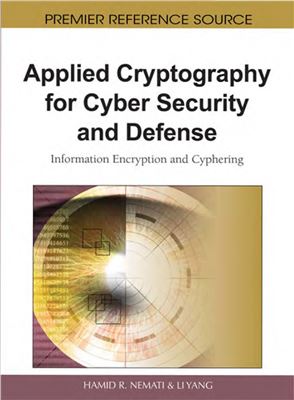 PREMIER REFERENCE SOURCE
Applied Cryptography
for Cyber Security
and Defense
Information Encryption and Cyphering
HAMID R. NEMATI & LI YANG